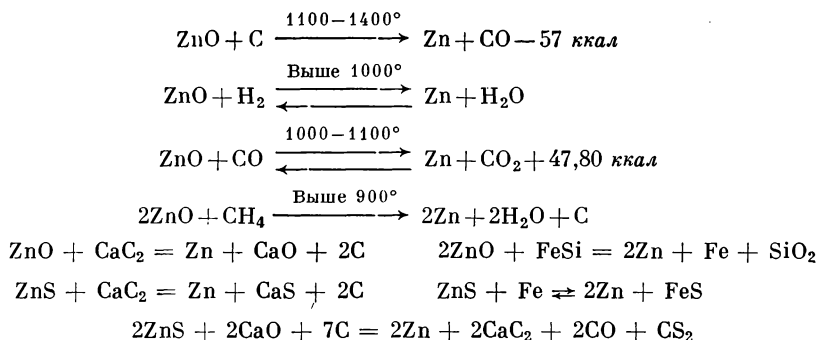 1100—1400°
ZnO + C → Zn + CO — 57 ккал
Выше 1000°
ZnO + H₂ ⇄ Zn + H₂O
1000—1100°
ZnO + CO ⇄ Zn + CO₂ + 47,80 ккал
Выше 900°
2ZnO + CH₄ → 2Zn + 2H₂O + C
ZnO + CaC₂ = Zn + CaO + 2C 2ZnO + FeSi = 2Zn + Fe + SiO₂
ZnS + CaC₂ = Zn + CaS + 2C ZnS + Fe ⇄ 2Zn + FeS
2ZnS + 2CaO + 7C = 2Zn + 2CaC₂ + 2CO + CS₂